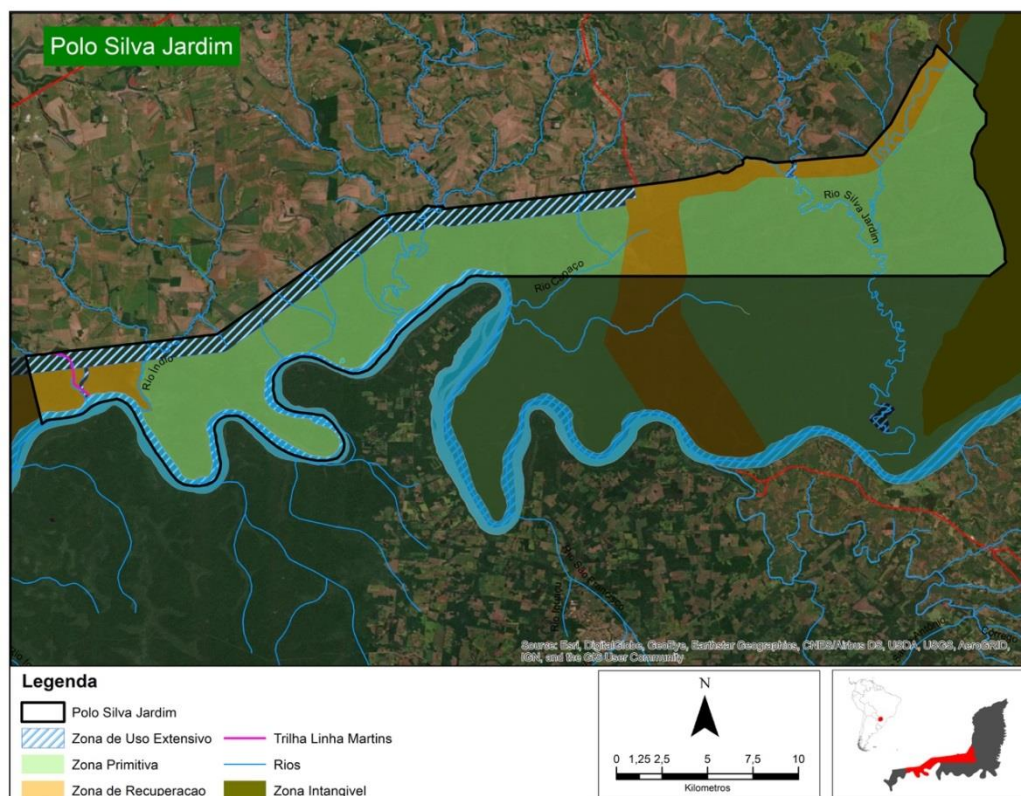 Polo Silva Jardim
Rio Silva Jardim
Rio Capaço
Rio Índio
Source: Esri, DigitalGlobe, GeoEye, Earthstar Geographics, CNES/Airbus DS, USDA, USGS, AeroGRID,
IGN, and the GIS User Community
Legenda
Polo Silva Jardim
Zona de Uso Extensivo
Trilha Linha Martins
Zona Primitiva
Rios
Zona de Recuperacao
Zona Intangivel
N
0 1,25 2,5 5 7,5 10
Kilometros